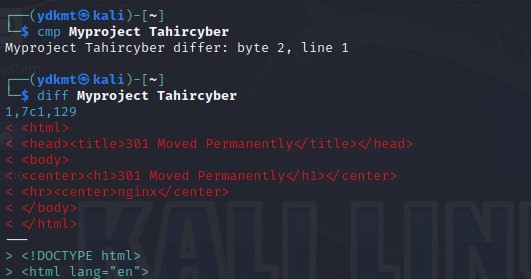 ┌──(ydkmt㉿kali)-[~]
└─$ cmp Myproject Tahircyber
Myproject Tahircyber differ: byte 2, line 1
┌──(ydkmt㉿kali)-[~]
└─$ diff Myproject Tahircyber
1,7c1,129
< <html>
< <head><title>301 Moved Permanently</title></head>
< <body>
< <center><h1>301 Moved Permanently</h1></center>
< <hr><center>nginx</center>
< </body>
< </html>
---
> <!DOCTYPE html>
> <html lang="en">
KALI LIN